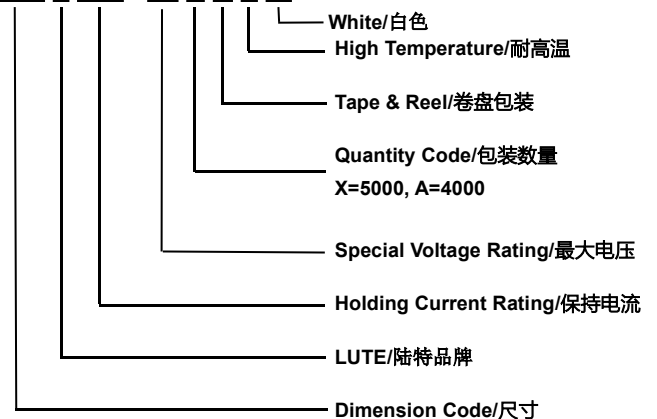 White/白色
High Temperature/耐高温
Tape & Reel/卷盘包装
Quantity Code/包装数量
X=5000, A=4000
Special Voltage Rating/最大电压
Holding Current Rating/保持电流
LUTE/陆特品牌
Dimension Code/尺寸